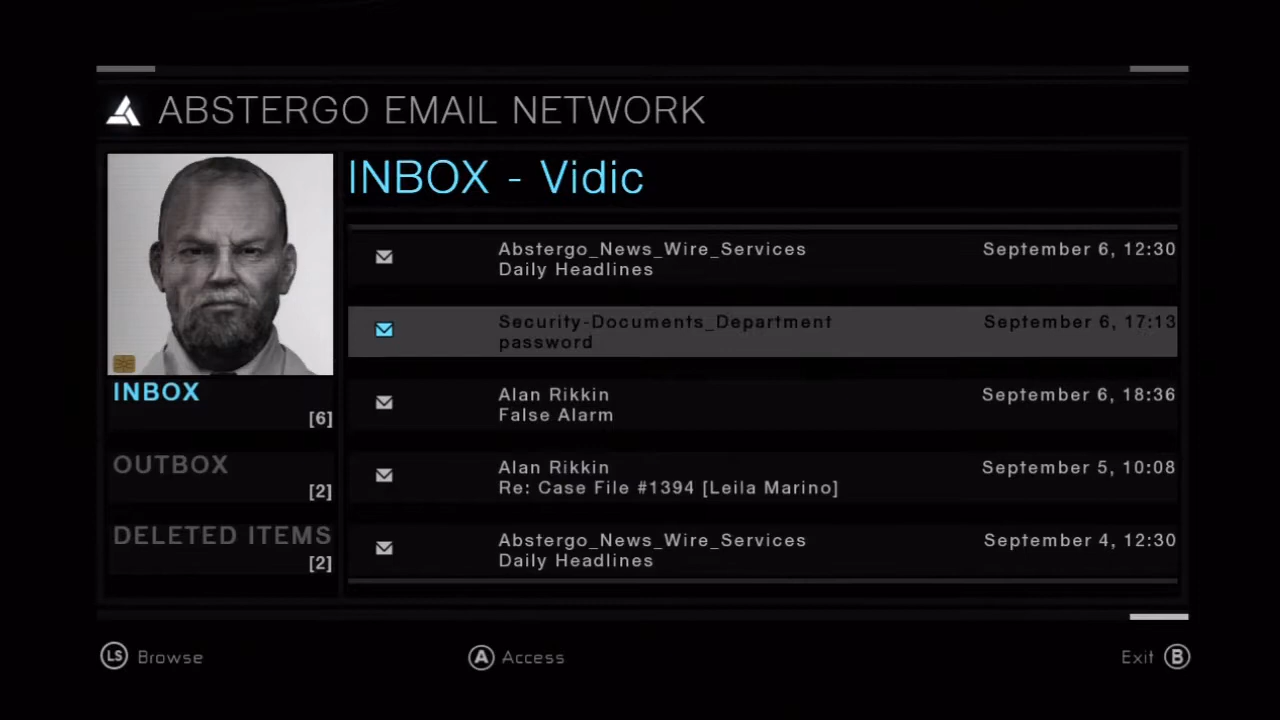 ABSTERGO EMAIL NETWORK
INBOX - Vidic
Abstergo_News_Wire_Services September 6, 12:30
Daily Headlines
Security-Documents_Department September 6, 17:13
password
Alan Rikkin September 6, 18:36
False Alarm
Alan Rikkin September 5, 10:08
Re: Case File #1394 [Leila Marino]
Abstergo_News_Wire_Services September 4, 12:30
Daily Headlines
INBOX
[6]
OUTBOX
[2]
DELETED ITEMS
[2]
LS Browse
A Access
Exit B